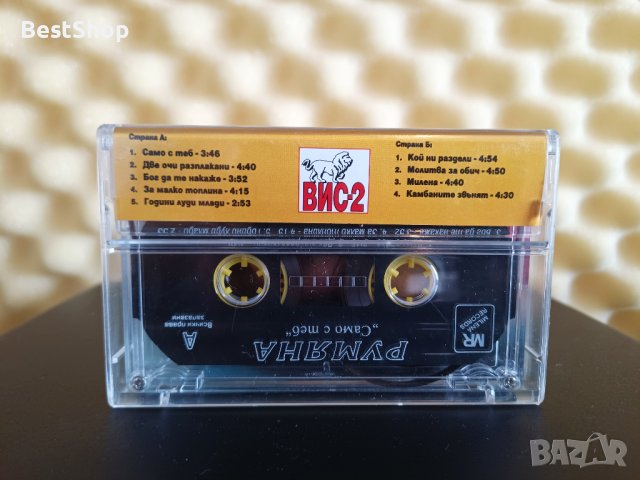 BestShop
Страна А:
1. Само с теб - 3:46
2. Две очи разплакани - 4:40
3. Бог да те накаже - 3:52
4. За малко топлина - 4:15
5. Години луди млади - 2:53
ВИС-2
Страна Б:
1. Кой ни раздели - 4:54
2. Молитва за обич - 4:50
3. Милена - 4:40
4. Камбаните звънят - 4:30
РУМЯНА
„Само с теб“
A
Всички права
запазени
MR
MILENA
RECORDS
BAZAR